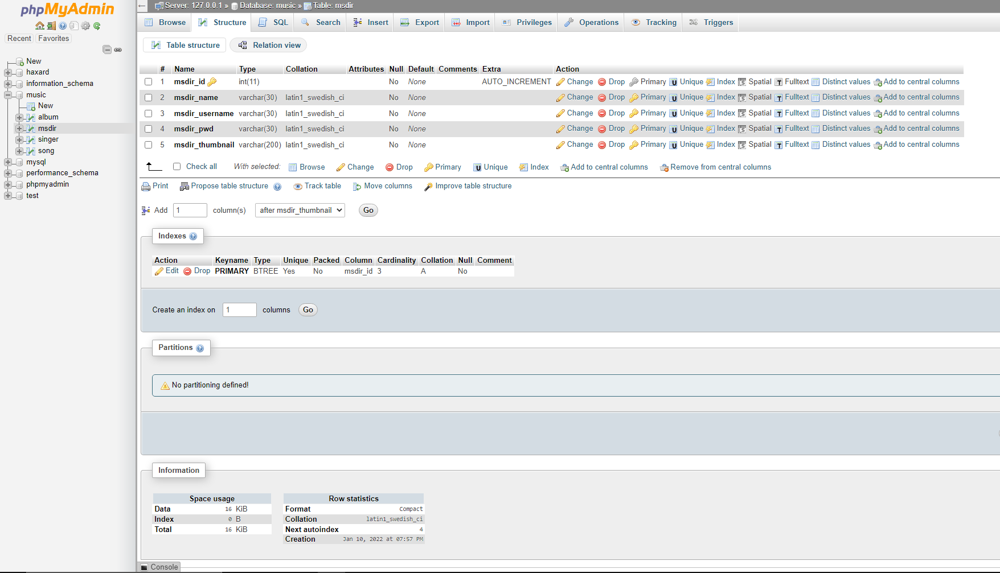 phpMyAdmin
Recent Favorites
New
haxard
information_schema
music
New
album
msdir
singer
song
mysql
performance_schema
phpmyadmin
test
Server: 127.0.0.1 » Database: music » Table: msdir
Browse Structure SQL Search Insert Export Import Privileges Operations Tracking Triggers
Table structure Relation view
# Name Type Collation Attributes Null Default Comments Extra Action
1 msdir_id int(11) No None AUTO_INCREMENT Change Drop Primary Unique Index Spatial Fulltext Distinct values Add to central columns
2 msdir_name varchar(30) latin1_swedish_ci No None Change Drop Primary Unique Index Spatial Fulltext Distinct values Add to central columns
3 msdir_username varchar(30) latin1_swedish_ci No None Change Drop Primary Unique Index Spatial Fulltext Distinct values Add to central columns
4 msdir_pwd varchar(30) latin1_swedish_ci No None Change Drop Primary Unique Index Spatial Fulltext Distinct values Add to central columns
5 msdir_thumbnail varchar(200) latin1_swedish_ci No None Change Drop Primary Unique Index Spatial Fulltext Distinct values Add to central columns
Check all With selected: Browse Change Drop Primary Unique Index Add to central columns Remove from central columns
Print Propose table structure Track table Move columns Improve table structure
Add 1 column(s) after msdir_thumbnail Go
Indexes
Action Keyname Type Unique Packed Column Cardinality Collation Null Comment
Edit Drop PRIMARY BTREE Yes No msdir_id 3 A No
Create an index on 1 columns Go
Partitions
No partitioning defined!
Information
Space usage
Data 16 KiB
Index 0 B
Total 16 KiB
Row statistics
Format Compact
Collation latin1_swedish_ci
Next autoindex 4
Creation Jan 10, 2022 at 07:57 PM
Console